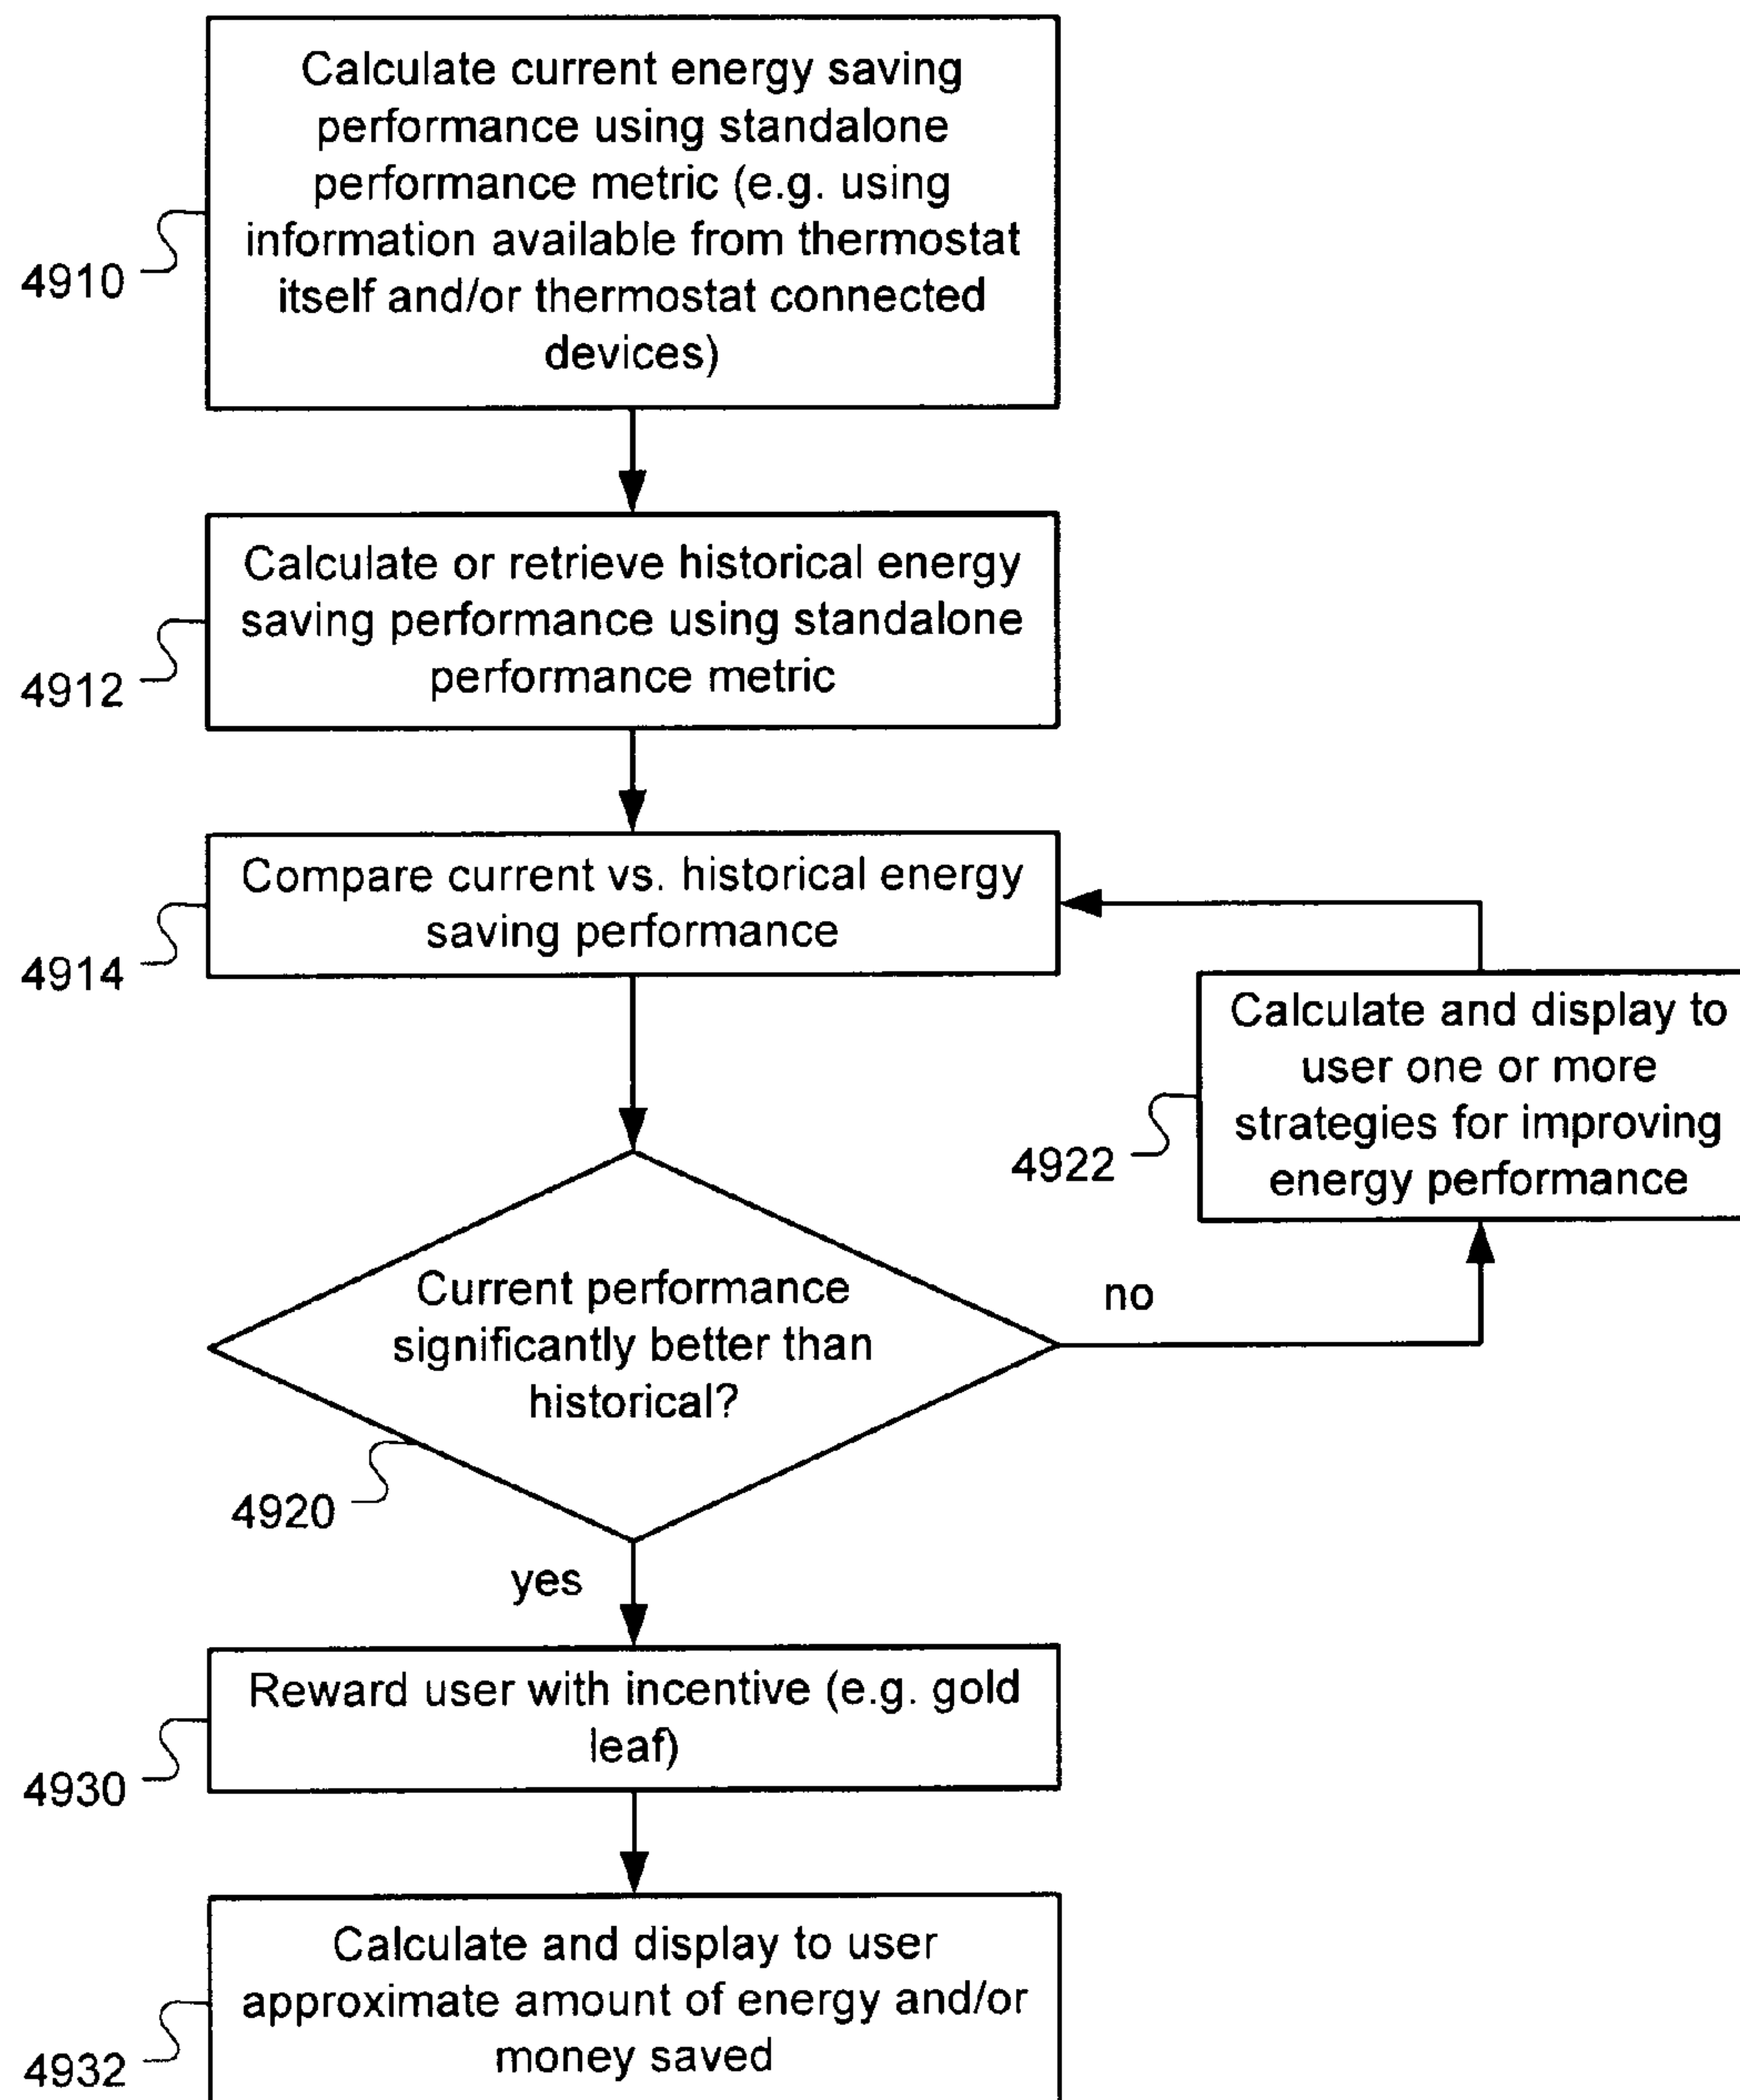 Calculate current energy saving
performance using standalone
performance metric (e.g. using
information available from thermostat
itself and/or thermostat connected
devices)
4910
Calculate or retrieve historical energy
saving performance using standalone
performance metric
4912
Compare current vs. historical energy
saving performance
4914
Calculate and display to
user one or more
strategies for improving
energy performance
4922
Current performance
significantly better than
historical?
no
4920
yes
Reward user with incentive (e.g. gold
leaf)
4930
Calculate and display to user
approximate amount of energy and/or
money saved
4932